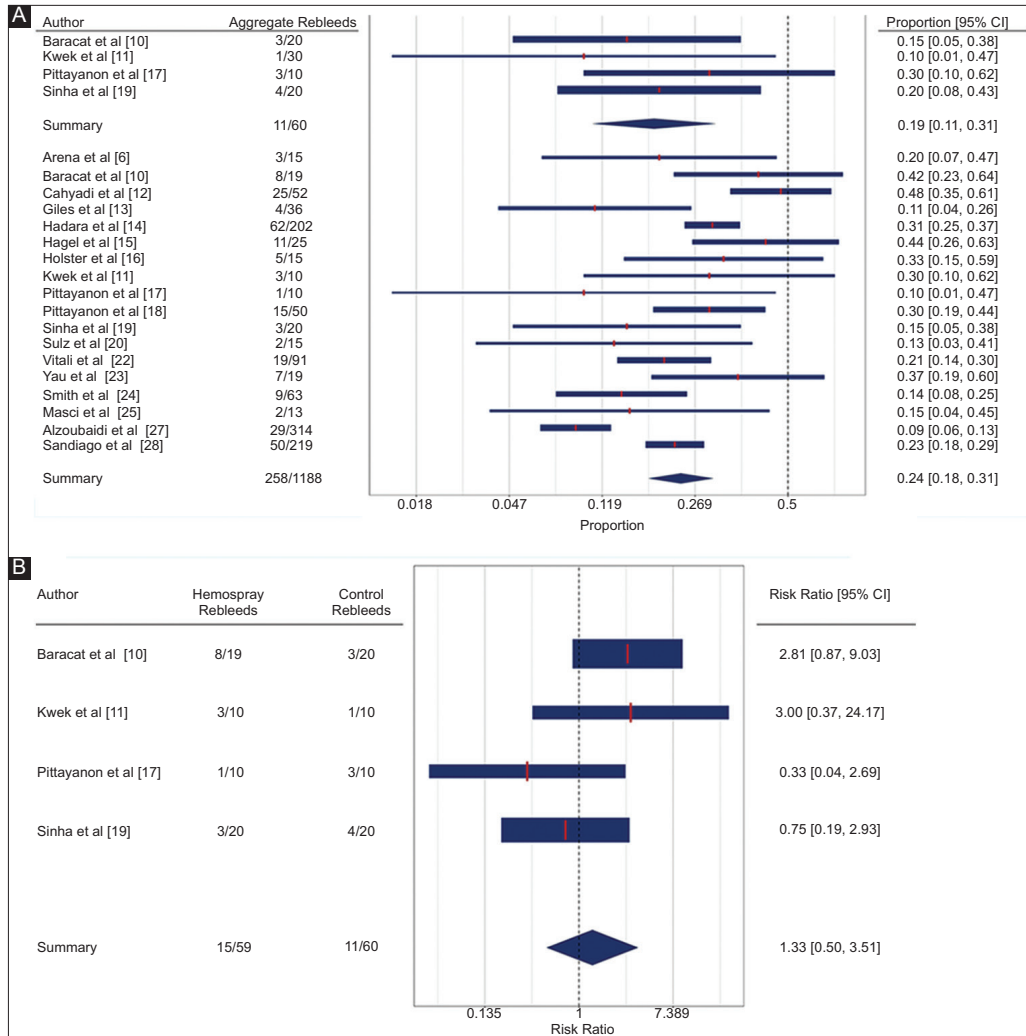 A
Author Aggregate Rebleeds Proportion [95% CI]
Baracat et al [10] 3/20 0.15 [0.05, 0.38]
Kwek et al [11] 1/30 0.10 [0.01, 0.47]
Pittayanon et al [17] 3/10 0.30 [0.10, 0.62]
Sinha et al [19] 4/20 0.20 [0.08, 0.43]
Summary 11/60 0.19 [0.11, 0.31]
Arena et al [6] 3/15 0.20 [0.07, 0.47]
Baracat et al [10] 8/19 0.42 [0.23, 0.64]
Cahyadi et al [12] 25/52 0.48 [0.35, 0.61]
Giles et al [13] 4/36 0.11 [0.04, 0.26]
Hadara et al [14] 62/202 0.31 [0.25, 0.37]
Hagel et al [15] 11/25 0.44 [0.26, 0.63]
Holster et al [16] 5/15 0.33 [0.15, 0.59]
Kwek et al [11] 3/10 0.30 [0.10, 0.62]
Pittayanon et al [17] 1/10 0.10 [0.01, 0.47]
Pittayanon et al [18] 15/50 0.30 [0.19, 0.44]
Sinha et al [19] 3/20 0.15 [0.05, 0.38]
Sulz et al [20] 2/15 0.13 [0.03, 0.41]
Vitali et al [22] 19/91 0.21 [0.14, 0.30]
Yau et al [23] 7/19 0.37 [0.19, 0.60]
Smith et al [24] 9/63 0.14 [0.08, 0.25]
Masci et al [25] 2/13 0.15 [0.04, 0.45]
Alzoubaidi et al [27] 29/314 0.09 [0.06, 0.13]
Sandiago et al [28] 50/219 0.23 [0.18, 0.29]
Summary 258/1188 0.24 [0.18, 0.31]
0.018 0.047 0.119 0.269 0.5
Proportion
B
Author Hemospray Control Risk Ratio [95% CI]
Rebleeds Rebleeds
Baracat et al [10] 8/19 3/20 2.81 [0.87, 9.03]
Kwek et al [11] 3/10 1/10 3.00 [0.37, 24.17]
Pittayanon et al [17] 1/10 3/10 0.33 [0.04, 2.69]
Sinha et al [19] 3/20 4/20 0.75 [0.19, 2.93]
Summary 15/59 11/60 1.33 [0.50, 3.51]
0.135 1 7.389
Risk Ratio